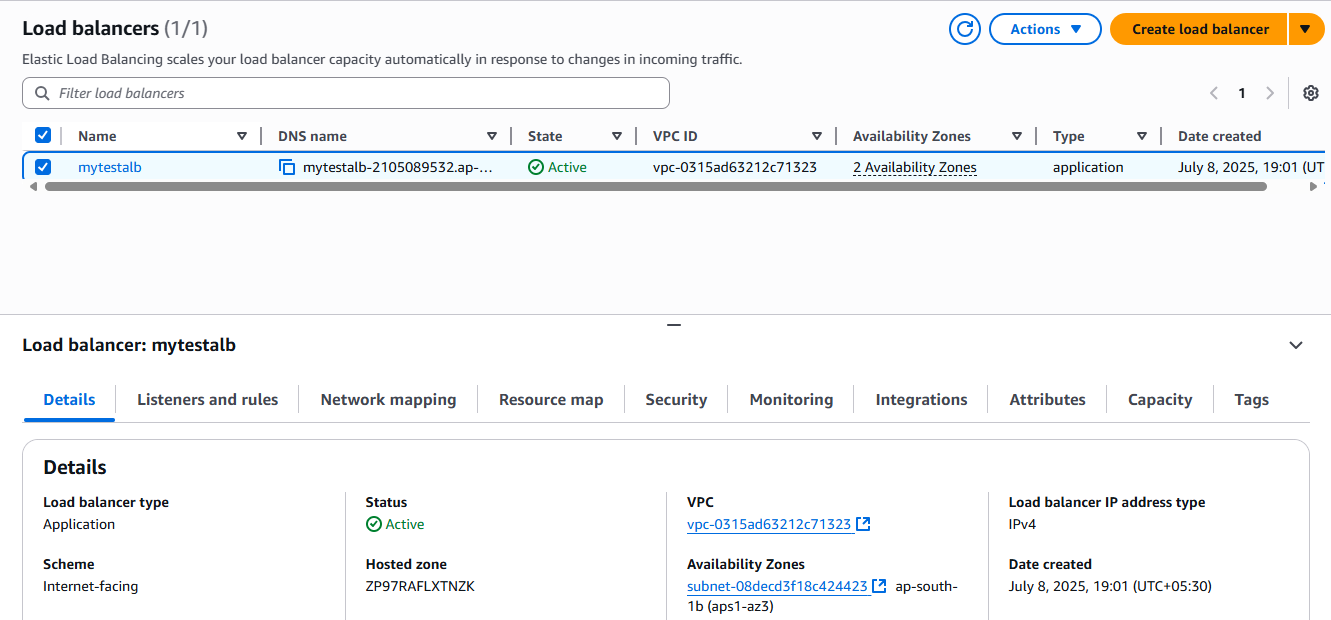 Load balancers (1/1)
Actions
Create load balancer
Elastic Load Balancing scales your load balancer capacity automatically in response to changes in incoming traffic.
Filter load balancers
1
Name DNS name State VPC ID Availability Zones Type Date created
mytestalb mytestalb-2105089532.ap-... Active vpc-0315ad63212c71323 2 Availability Zones application July 8, 2025, 19:01 (UT
Load balancer: mytestalb
Details Listeners and rules Network mapping Resource map Security Monitoring Integrations Attributes Capacity Tags
Details
Load balancer type Status VPC Load balancer IP address type
Application Active vpc-0315ad63212c71323 IPv4
Scheme Hosted zone Availability Zones Date created
Internet-facing ZP97RAFLXTNZK subnet-08decd3f18c424423 ap-south- July 8, 2025, 19:01 (UTC+05:30)
1b (aps1-az3)